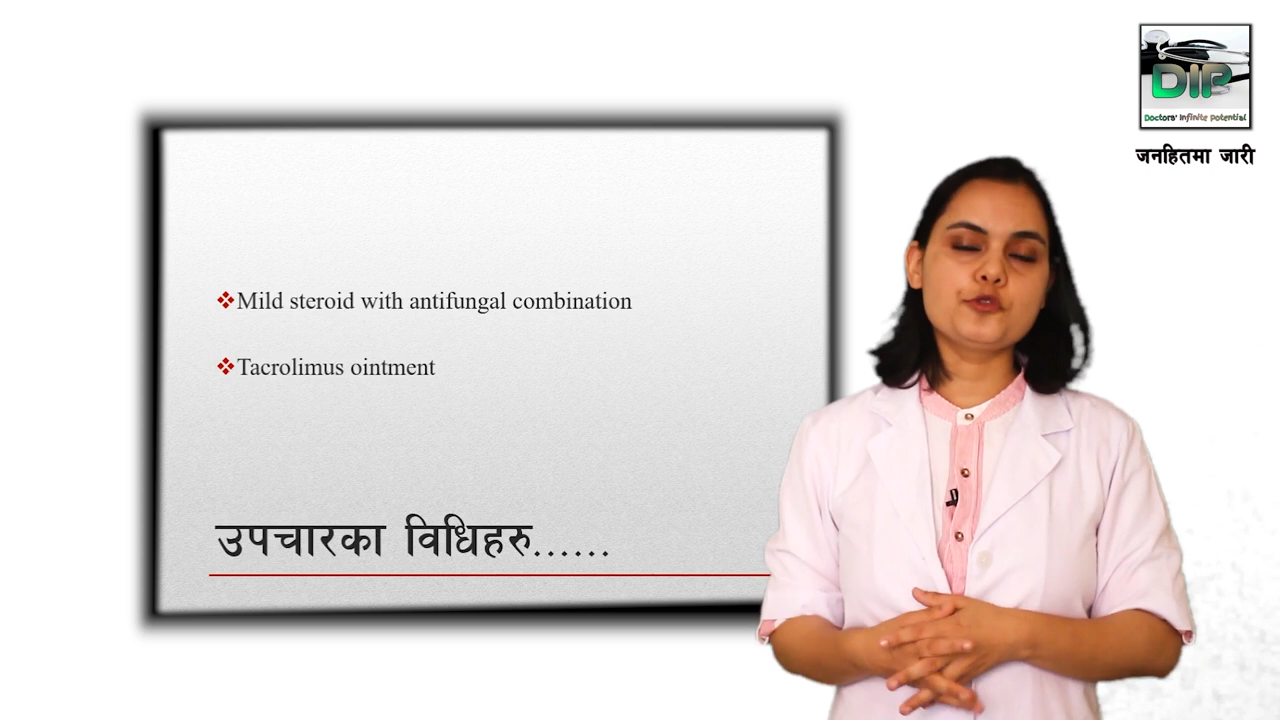 DIP
Doctors' Infinite Potential
जनहितमा जारी
❖Mild steroid with antifungal combination
❖Tacrolimus ointment
उपचारका विधिहरु......